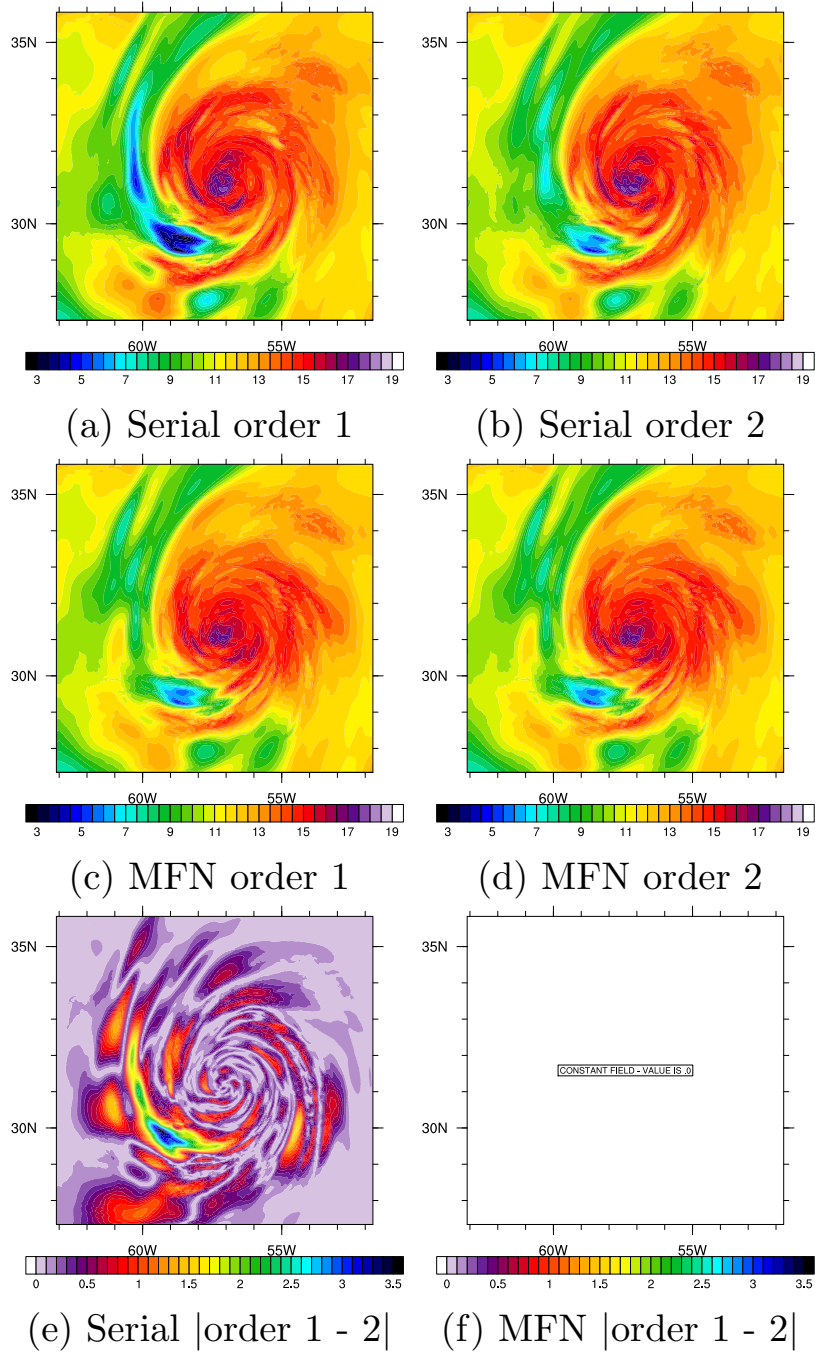 35N
35N
30N
30N
60W 55W
60W 55W
3 5 7 9 11 13 15 17 19
3 5 7 9 11 13 15 17 19
(a) Serial order 1
(b) Serial order 2
35N
35N
30N
30N
60W 55W
60W 55W
3 5 7 9 11 13 15 17 19
3 5 7 9 11 13 15 17 19
(c) MFN order 1
(d) MFN order 2
35N
35N
CONSTANT FIELD - VALUE IS .0
30N
30N
60W 55W
60W 55W
0 0.5 1 1.5 2 2.5 3 3.5
0 0.5 1 1.5 2 2.5 3 3.5
(e) Serial |order 1 - 2|
(f) MFN |order 1 - 2|